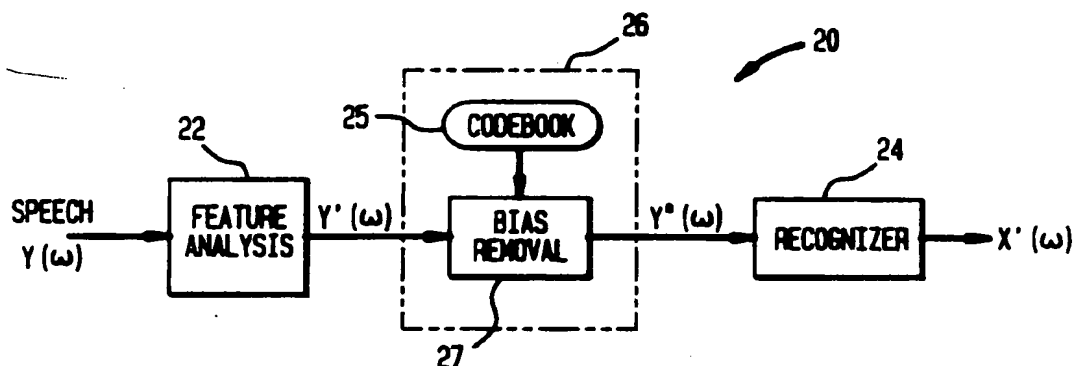 26
20
25
CODEBOOK
22
24
SPEECH
Y(ω)
FEATURE
ANALYSIS
Y'(ω)
BIAS
REMOVAL
Y"(ω)
RECOGNIZER
X'(ω)
27